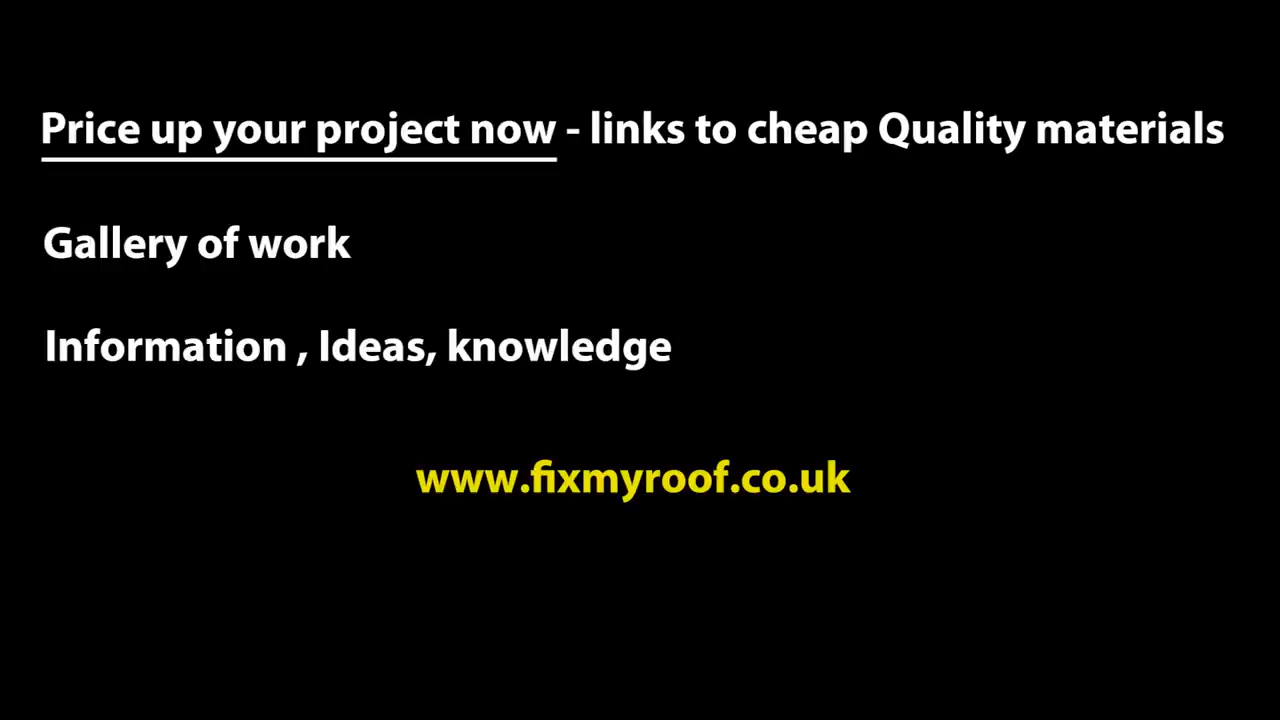 Price up your project now - links to cheap Quality materials
Gallery of work
Information , Ideas, knowledge
www.fixmyroof.co.uk